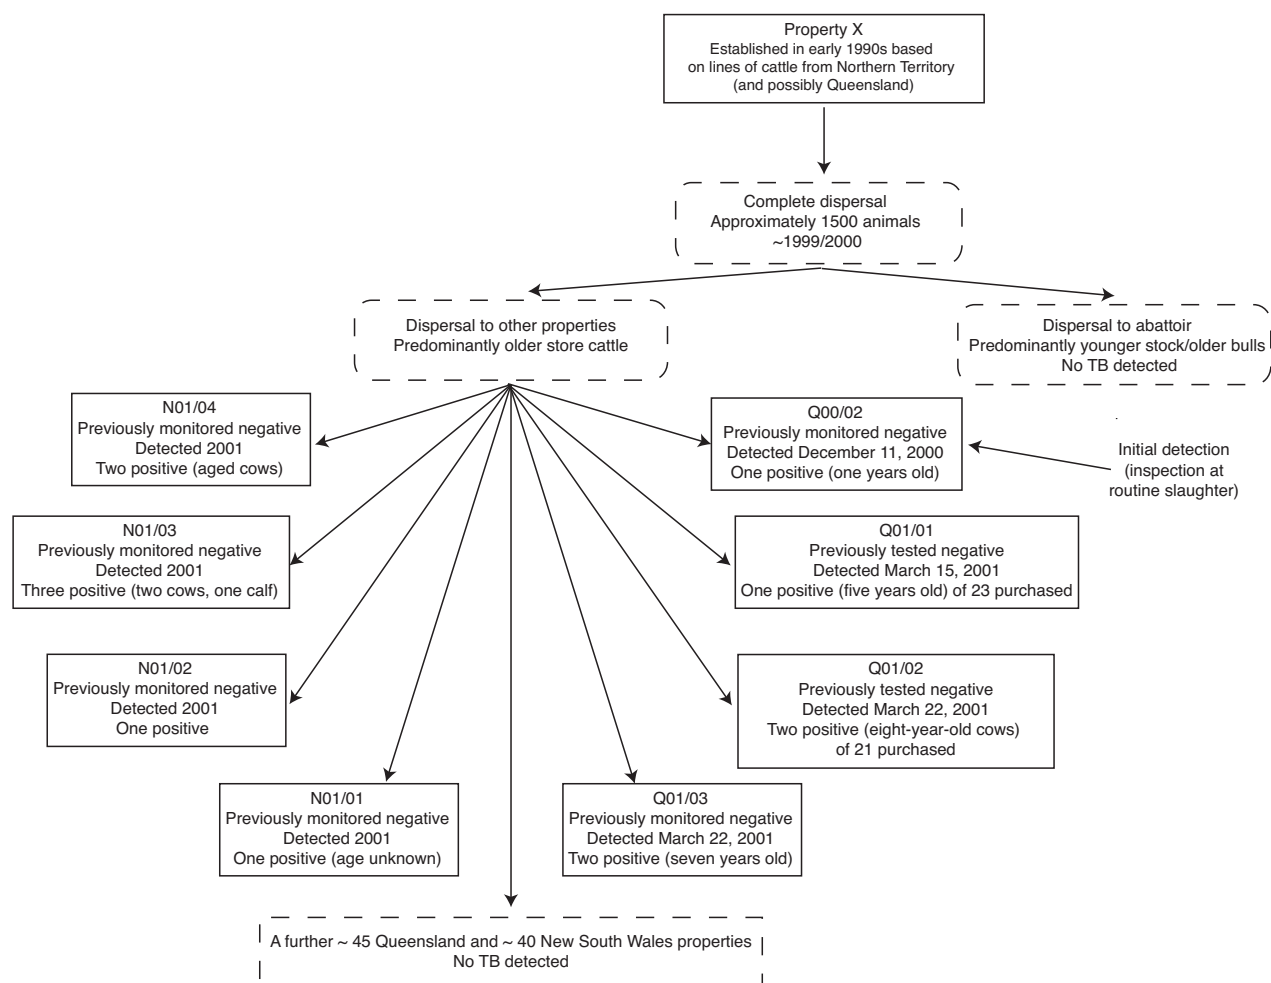 Property X
Established in early 1990s based
on lines of cattle from Northern Territory
(and possibly Queensland)
Complete dispersal
Approximately 1500 animals
~1999/2000
Dispersal to other properties
Predominantly older store cattle
Dispersal to abattoir
Predominantly younger stock/older bulls
No TB detected
N01/04
Previously monitored negative
Detected 2001
Two positive (aged cows)
Q00/02
Previously monitored negative
Detected December 11, 2000
One positive (one years old)
Initial detection
(inspection at
routine slaughter)
N01/03
Previously monitored negative
Detected 2001
Three positive (two cows, one calf)
Q01/01
Previously tested negative
Detected March 15, 2001
One positive (five years old) of 23 purchased
N01/02
Previously monitored negative
Detected 2001
One positive
Q01/02
Previously tested negative
Detected March 22, 2001
Two positive (eight-year-old cows)
of 21 purchased
N01/01
Previously monitored negative
Detected 2001
One positive (age unknown)
Q01/03
Previously monitored negative
Detected March 22, 2001
Two positive (seven years old)
A further ~ 45 Queensland and ~ 40 New South Wales properties
No TB detected